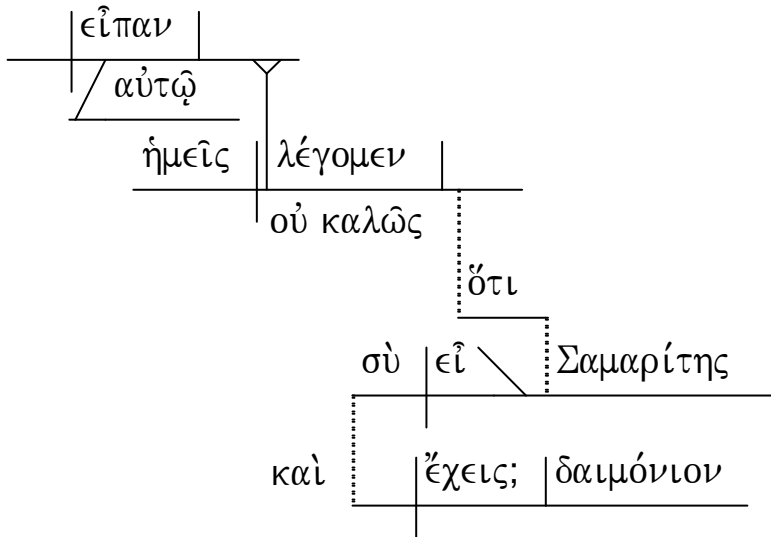 εἶπαν
αὐτῷ
ἡμεῖς λέγομεν
οὐ καλῶς
ὅτι
σὺ εἶ Σαμαρίτης
καὶ ἔχεις; δαιμόνιον